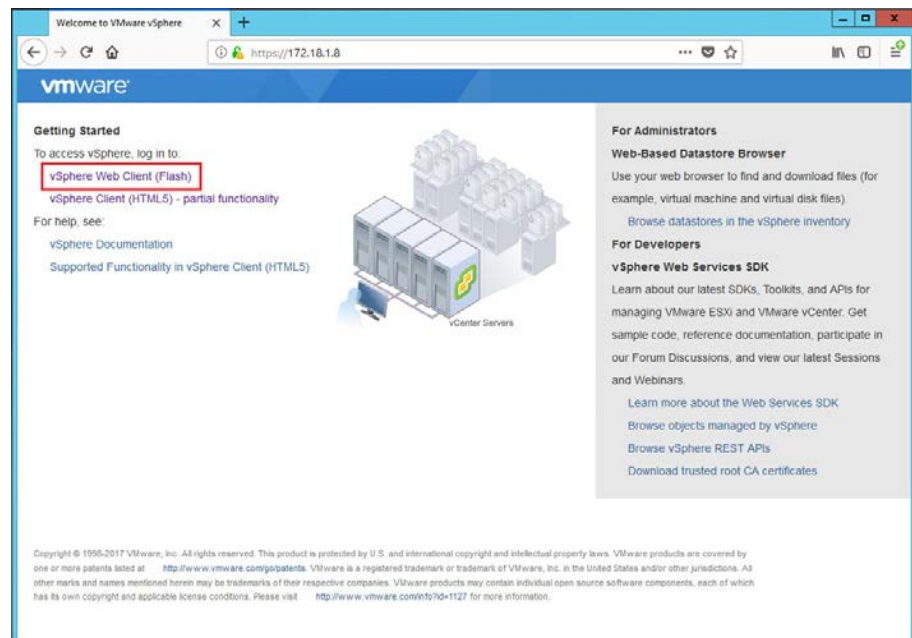 Welcome to VMware vSphere
https://172.18.1.8
vmware
Getting Started
To access vSphere, log in to:
vSphere Web Client (Flash)
vSphere Client (HTML5) - partial functionality
For help, see:
vSphere Documentation
Supported Functionality in vSphere Client (HTML5)
vCenter Servers
For Administrators
Web-Based Datastore Browser
Use your web browser to find and download files (for
example, virtual machine and virtual disk files).
Browse datastores in the vSphere inventory
For Developers
vSphere Web Services SDK
Learn about our latest SDKs, Toolkits, and APIs for
managing VMware ESXi and VMware vCenter. Get
sample code, reference documentation, participate in
our Forum Discussions, and view our latest Sessions
and Webinars.
Learn more about the Web Services SDK
Browse objects managed by vSphere
Browse vSphere REST APIs
Download trusted root CA certificates
Copyright © 1998-2017 VMware, Inc. All rights reserved. This product is protected by U.S. and international copyright and intellectual property laws. VMware products are covered by
one or more patents listed at http://www.vmware.com/go/patents. VMware is a registered trademark or trademark of VMware, Inc. in the United States and/or other jurisdictions. All
other marks and names mentioned herein may be trademarks of their respective companies. VMware products may contain individual open source software components, each of which
has its own copyright and applicable license conditions. Please visit http://www.vmware.com/info?id=1127 for more information.